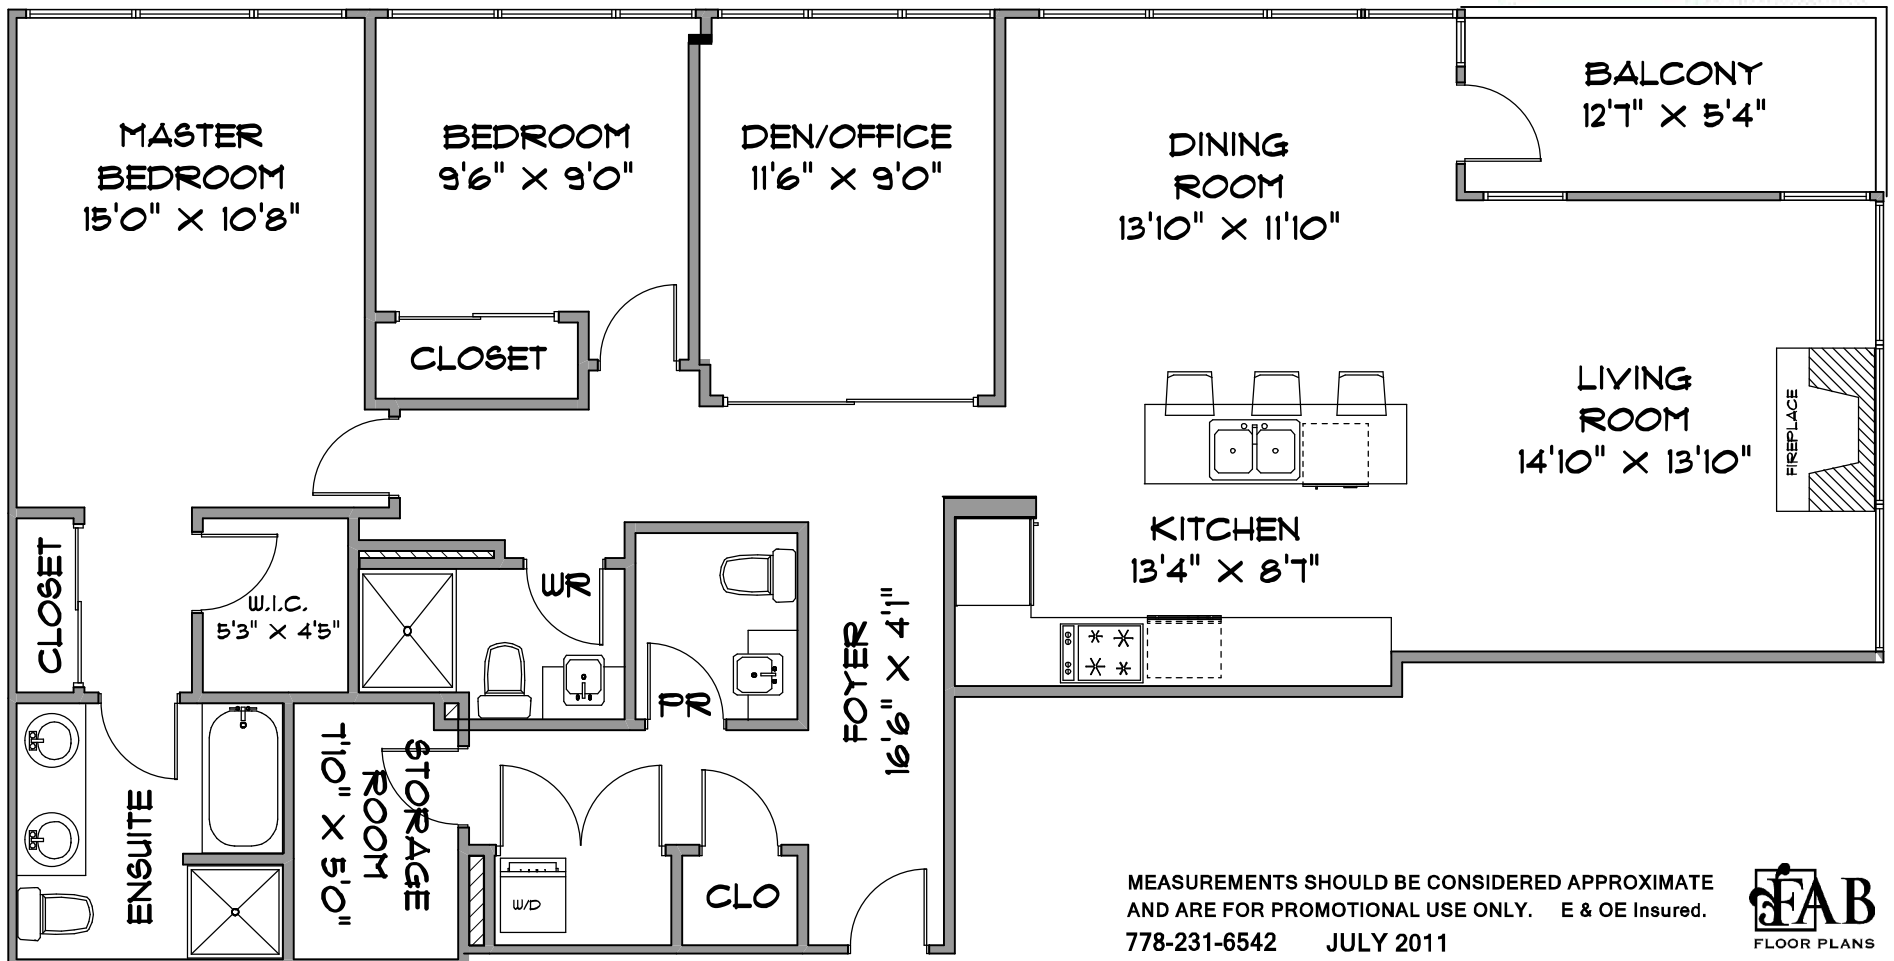 MASTER
BEDROOM
15'0" X 10'8"
BEDROOM
9'6" X 9'0"
DEN/OFFICE
11'6" X 9'0"
DINING
ROOM
13'10" X 11'10"
BALCONY
12'7" X 5'4"
CLOSET
LIVING
ROOM
14'10" X 13'10"
FIREPLACE
KITCHEN
13'4" X 8'7"
CLOSET
W.I.C.
5'3" X 4'5"
WR
PR
FOYER
16'6" X 4'1"
ENSUITE
STORAGE
ROOM
7'10" X 5'0"
W/D
CLO
MEASUREMENTS SHOULD BE CONSIDERED APPROXIMATE
AND ARE FOR PROMOTIONAL USE ONLY. E & OE Insured.
778-231-6542 JULY 2011
FAB
FLOOR PLANS